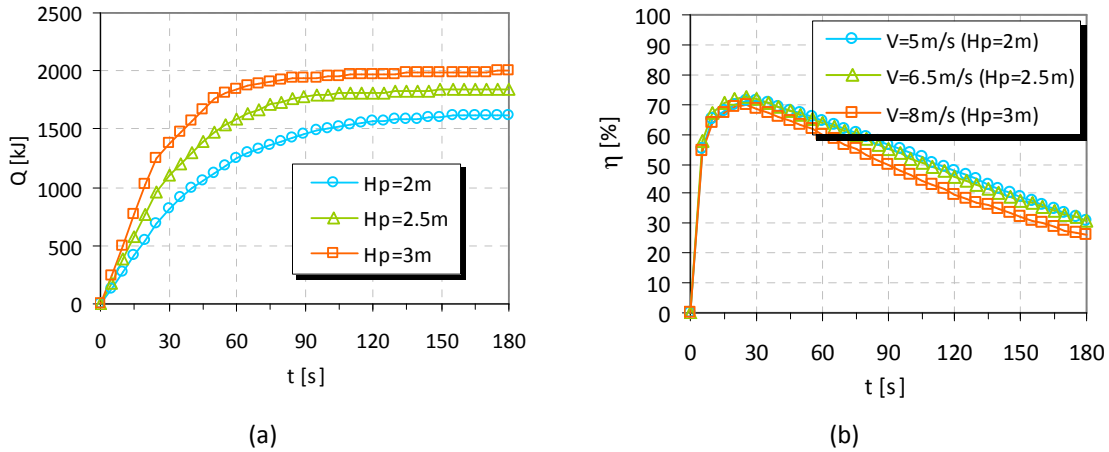 2500
2000
1500
1000
500
0
Q [kJ]
Hp=2m
Hp=2.5m
Hp=3m
0 30 60 90 120 150 180
t [s]
(a)
100
90
80
70
60
50
40
30
20
10
0
η [%]
V=5m/s (Hp=2m)
V=6.5m/s (Hp=2.5m)
V=8m/s (Hp=3m)
0 30 60 90 120 150 180
t [s]
(b)